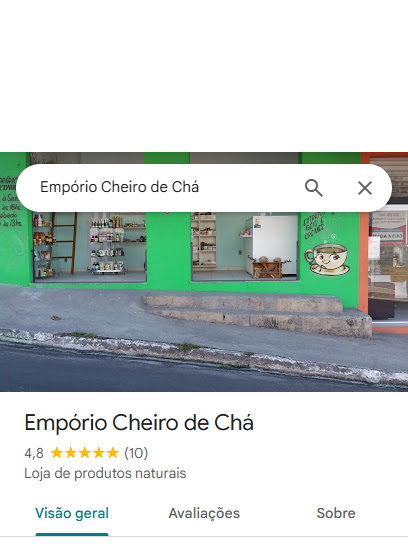 Empório Cheiro de Chá
Empório Cheiro de Chá
4,8 (10)
Loja de produtos naturais
Visão geral
Avaliações
Sobre